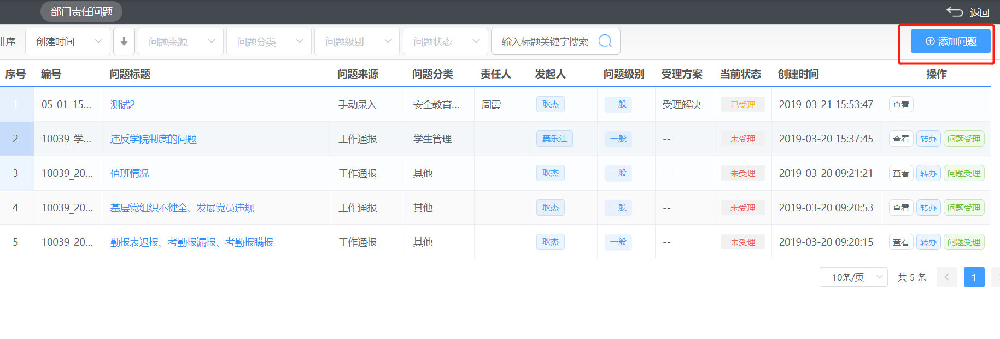 部门责任问题 返回
排序 创建时间 问题来源 问题分类 问题级别 问题状态 输入标题关键字搜索 添加问题
序号 编号 问题标题 问题来源 问题分类 责任人 发起人 问题级别 受理方案 当前状态 创建时间 操作
1 05-01-15... 测试2 手动录入 安全教育... 周霞 耿杰 一般 受理解决 已受理 2019-03-21 15:53:47 查看
2 10039_学... 违反学院制度的问题 工作通报 学生管理 窦乐江 一般 -- 未受理 2019-03-20 15:37:45 查看 转办 问题受理
3 10039_20... 值班情况 工作通报 其他 耿杰 一般 -- 未受理 2019-03-20 09:21:21 查看 转办 问题受理
4 10039_20... 基层党组织不健全、发展党员违规 工作通报 其他 耿杰 一般 -- 未受理 2019-03-20 09:20:53 查看 转办 问题受理
5 10039_20... 勤报表迟报、考勤报漏报、考勤报瞒报 工作通报 其他 耿杰 一般 -- 未受理 2019-03-20 09:20:15 查看 转办 问题受理
10条/页 共 5 条 1